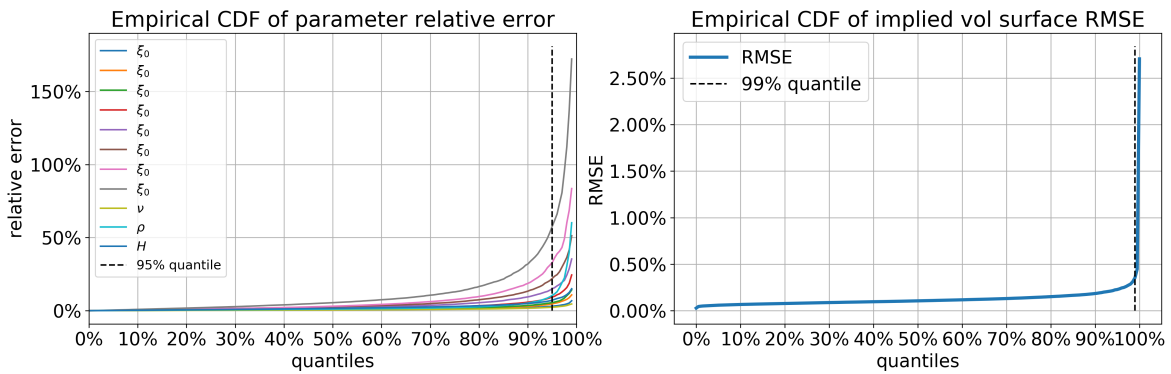 Empirical CDF of parameter relative error
relative error
150%
100%
50%
0%
ξ₀
ξ₀
ξ₀
ξ₀
ξ₀
ξ₀
ξ₀
ξ₀
ν
ρ
H
95% quantile
0% 10% 20% 30% 40% 50% 60% 70% 80% 90% 100%
quantiles
Empirical CDF of implied vol surface RMSE
RMSE
2.50%
2.00%
1.50%
1.00%
0.50%
0.00%
RMSE
99% quantile
0% 10% 20% 30% 40% 50% 60% 70% 80% 90% 100%
quantiles